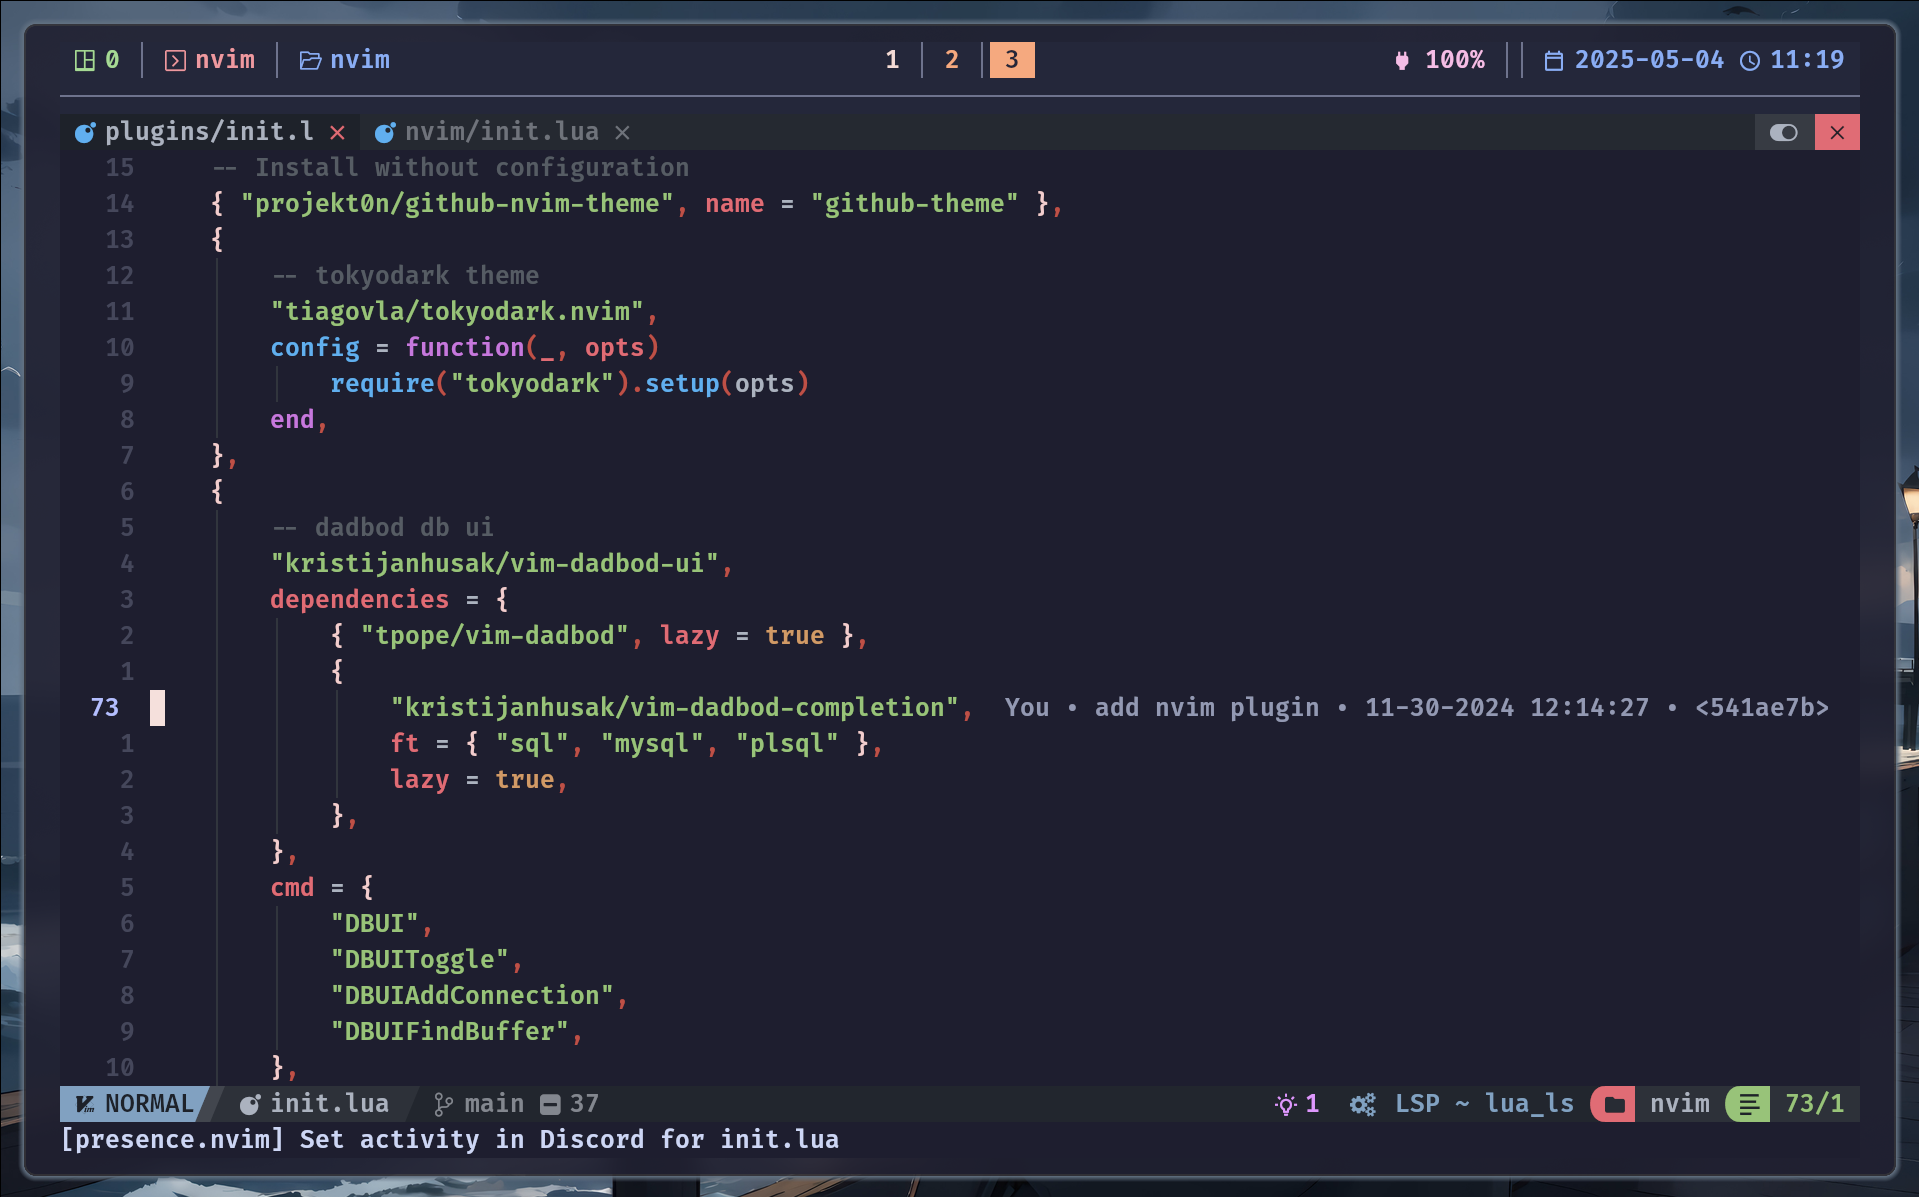 0 nvim nvim 1 2 3 100% 2025-05-04 11:19
plugins/init.l nvim/init.lua
15 -- Install without configuration
14 { "projekt0n/github-nvim-theme", name = "github-theme" },
13 {
12 -- tokyodark theme
11 "tiagovla/tokyodark.nvim",
10 config = function(_, opts)
9 require("tokyodark").setup(opts)
8 end,
7 },
6 {
5 -- dadbod db ui
4 "kristijanhusak/vim-dadbod-ui",
3 dependencies = {
2 { "tpope/vim-dadbod", lazy = true },
1 {
73 "kristijanhusak/vim-dadbod-completion", You • add nvim plugin • 11-30-2024 12:14:27 • <541ae7b>
1 ft = { "sql", "mysql", "plsql" },
2 lazy = true,
3 },
4 },
5 cmd = {
6 "DBUI",
7 "DBUIToggle",
8 "DBUIAddConnection",
9 "DBUIFindBuffer",
10 },
NORMAL init.lua main 37 1 LSP ~ lua_ls nvim 73/1
[presence.nvim] Set activity in Discord for init.lua